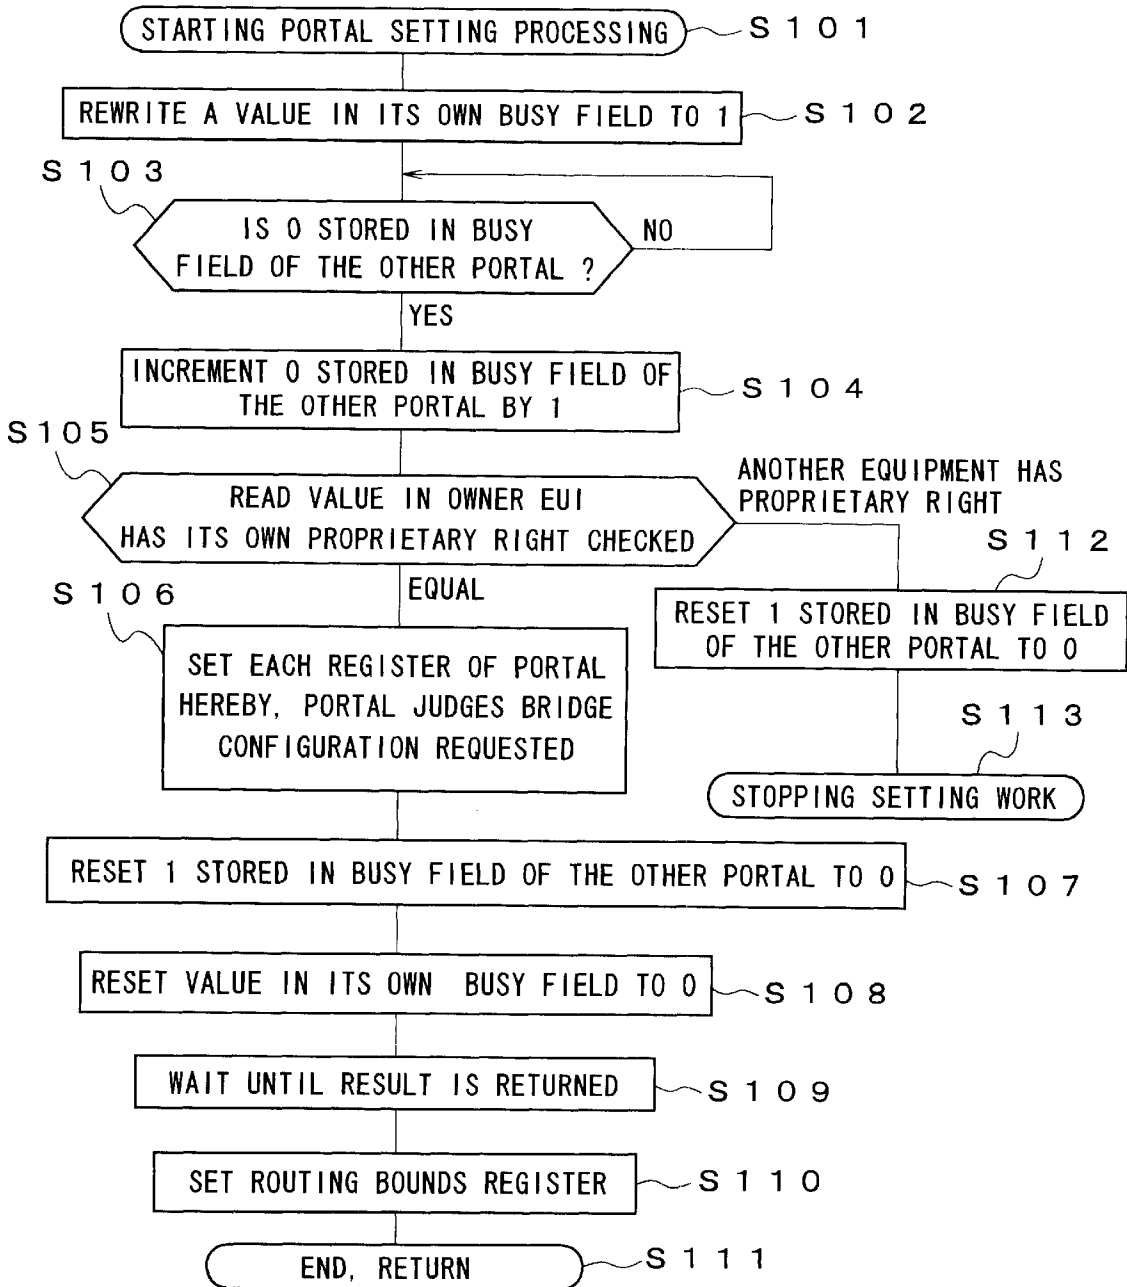 STARTING PORTAL SETTING PROCESSING
S101
REWRITE A VALUE IN ITS OWN BUSY FIELD TO 1
S102
S103
IS 0 STORED IN BUSY
FIELD OF THE OTHER PORTAL ?
NO
YES
INCREMENT 0 STORED IN BUSY FIELD OF
THE OTHER PORTAL BY 1
S104
S105
READ VALUE IN OWNER EUI
HAS ITS OWN PROPRIETARY RIGHT CHECKED
ANOTHER EQUIPMENT HAS
PROPRIETARY RIGHT
EQUAL
S112
RESET 1 STORED IN BUSY FIELD
OF THE OTHER PORTAL TO 0
S106
SET EACH REGISTER OF PORTAL
HEREBY, PORTAL JUDGES BRIDGE
CONFIGURATION REQUESTED
S113
STOPPING SETTING WORK
RESET 1 STORED IN BUSY FIELD OF THE OTHER PORTAL TO 0
S107
RESET VALUE IN ITS OWN BUSY FIELD TO 0
S108
WAIT UNTIL RESULT IS RETURNED
S109
SET ROUTING BOUNDS REGISTER
S110
END, RETURN
S111